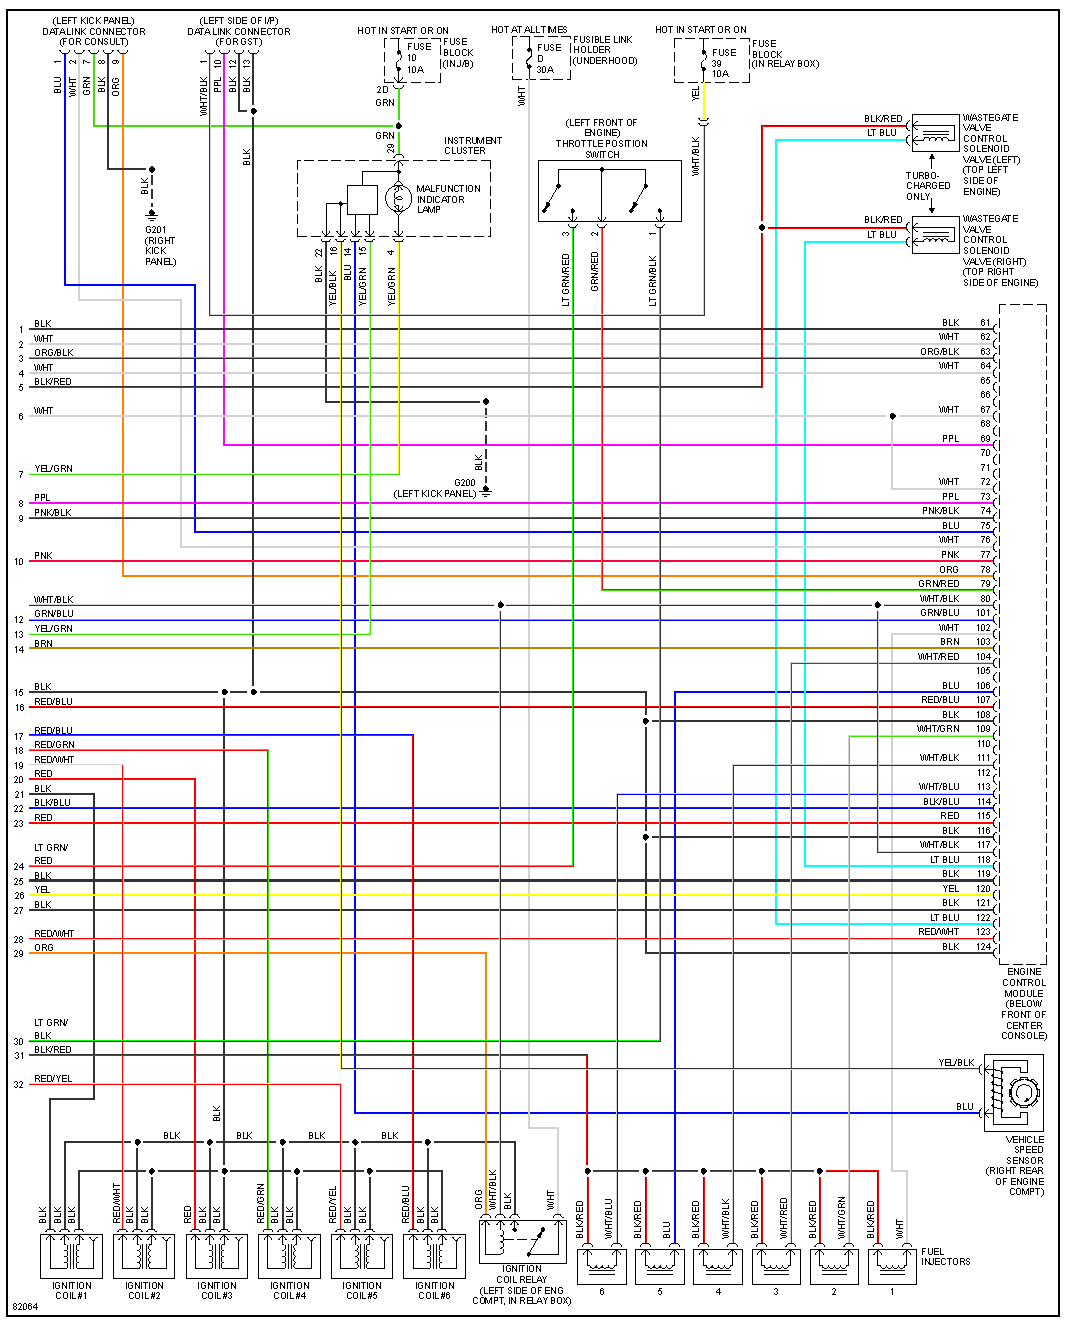 (LEFT KICK PANEL)
DATALINK CONNECTOR
(FOR CONSULT)
(LEFT SIDE OF I/P)
DATALINK CONNECTOR
(FOR GST)
HOT IN START OR ON
FUSE
10
10A
FUSE
BLOCK
(INJ/B)
HOT AT ALL TIMES
FUSE
D
30A
FUSIBLE LINK
HOLDER
(UNDERHOOD)
HOT IN START OR ON
FUSE
39
10A
FUSE
BLOCK
(IN RELAY BOX)
1 2 7 8 9
BLU WHT GRN BLK ORG
1 10 12 13
WHT/BLK PPL BLK BLK
BLK
2D
GRN
GRN
29
WHT
YEL
WHT/BLK
INSTRUMENT
CLUSTER
MALFUNCTION
INDICATOR
LAMP
22 16 14 15 4
BLK YEL/BLK BLU YEL/GRN YEL/GRN
(LEFT FRONT OF
ENGINE)
THROTTLE POSITION
SWITCH
3 2 1
LT GRN/RED GRN/RED LT GRN/BLK
BLK/RED
LT BLU
WASTEGATE
VALVE
CONTROL
SOLENOID
VALVE (LEFT)
(TOP LEFT
SIDE OF
ENGINE)
TURBO-
CHARGED
ONLY
BLK/RED
LT BLU
WASTEGATE
VALVE
CONTROL
SOLENOID
VALVE (RIGHT)
(TOP RIGHT
SIDE OF ENGINE)
BLK
G201
(RIGHT
KICK
PANEL)
BLK
G200
(LEFT KICK PANEL)
1 BLK
2 WHT
3 ORG/BLK
4 WHT
5 BLK/RED
6 WHT
7 YEL/GRN
8 PPL
9 PNK/BLK
10 PNK
WHT/BLK
12 GRN/BLU
13 YEL/GRN
14 BRN
15 BLK
16 RED/BLU
17 RED/BLU
18 RED/GRN
19 RED/WHT
20 RED
21 BLK
22 BLK/BLU
23 RED
LT GRN/
24 RED
25 BLK
26 YEL
27 BLK
28 RED/WHT
29 ORG
LT GRN/
30 BLK
31 BLK/RED
32 RED/YEL
BLK 61
WHT 62
ORG/BLK 63
WHT 64
65
66
WHT 67
68
PPL 69
70
71
WHT 72
PPL 73
PNK/BLK 74
BLU 75
WHT 76
PNK 77
ORG 78
GRN/RED 79
WHT/BLK 80
GRN/BLU 101
WHT 102
BRN 103
WHT/RED 104
105
BLU 106
RED/BLU 107
BLK 108
WHT/GRN 109
110
WHT/BLK 111
112
WHT/BLU 113
BLK/BLU 114
RED 115
BLK 116
WHT/BLK 117
LT BLU 118
BLK 119
YEL 120
BLK 121
LT BLU 122
RED/WHT 123
BLK 124
ENGINE
CONTROL
MODULE
(BELOW
FRONT OF
CENTER
CONSOLE)
YEL/BLK
BLU
VEHICLE
SPEED
SENSOR
(RIGHT REAR
OF ENGINE
COMPT)
BLK
BLK BLK BLK BLK
BLK BLK BLK
RED/WHT BLK BLK
RED BLK BLK
RED/GRN BLK BLK
RED/YEL BLK BLK
RED/BLU BLK BLK
ORG WHT/BLK BLK WHT
BLK/RED WHT/BLU
BLK/RED BLU
BLK/RED WHT/BLK
BLK/RED WHT/RED
BLK/RED WHT/GRN
BLK/RED WHT
IGNITION
COIL#1
IGNITION
COIL#2
IGNITION
COIL#3
IGNITION
COIL#4
IGNITION
COIL#5
IGNITION
COIL#6
IGNITION
COIL RELAY
(LEFT SIDE OF ENG
COMPT, IN RELAY BOX)
6 5 4 3 2 1
FUEL
INJECTORS
82064